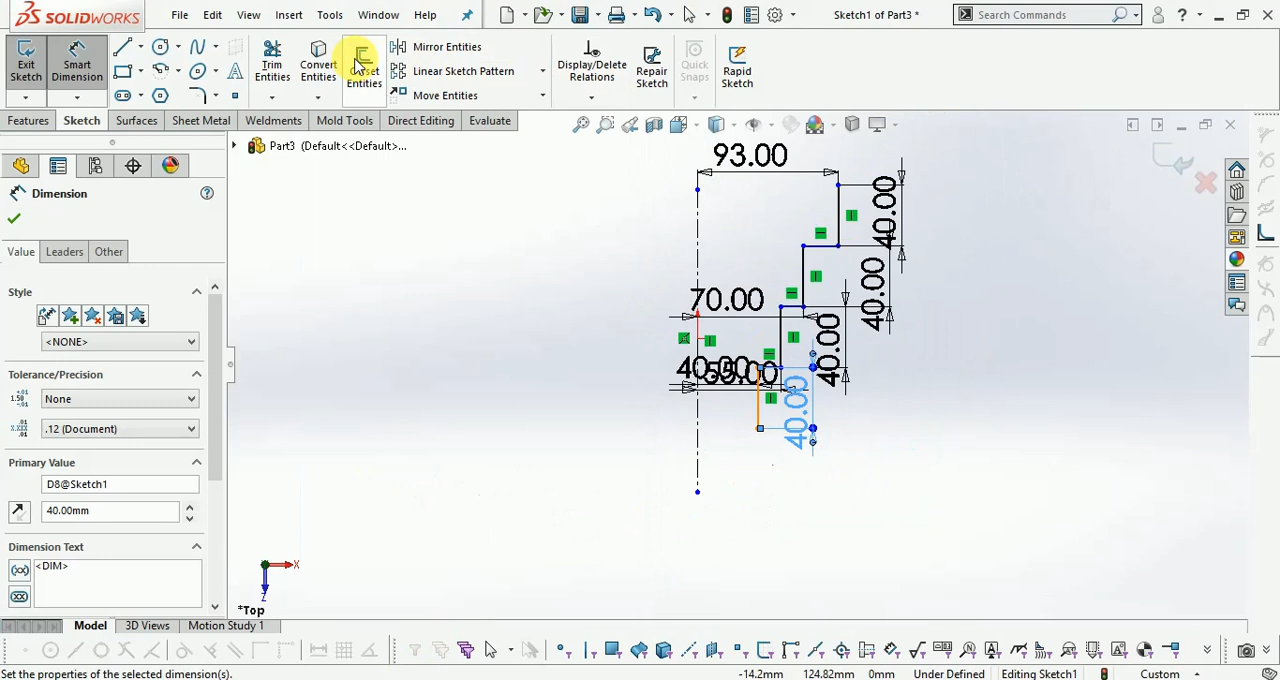 SOLIDWORKS
File Edit View Insert Tools Window Help
Sketch1 of Part3 *
Search Commands
Exit Sketch
Smart Dimension
Trim Entities
Convert Entities
Offset Entities
Mirror Entities
Linear Sketch Pattern
Move Entities
Display/Delete Relations
Repair Sketch
Quick Snaps
Rapid Sketch
Features Sketch Surfaces Sheet Metal Weldments Mold Tools Direct Editing Evaluate
Part3 (Default<<Default>...
Dimension
Value Leaders Other
Style
<NONE>
Tolerance/Precision
None
.12 (Document)
Primary Value
D8@Sketch1
40.00mm
Dimension Text
<DIM>
93.00
40.00
40.00
70.00
40.00
40.00
55.00
40.00
X
Z
*Top
Model 3D Views Motion Study 1
Set the properties of the selected dimension(s).
-14.2mm 124.82mm 0mm Under Defined Editing Sketch1 Custom